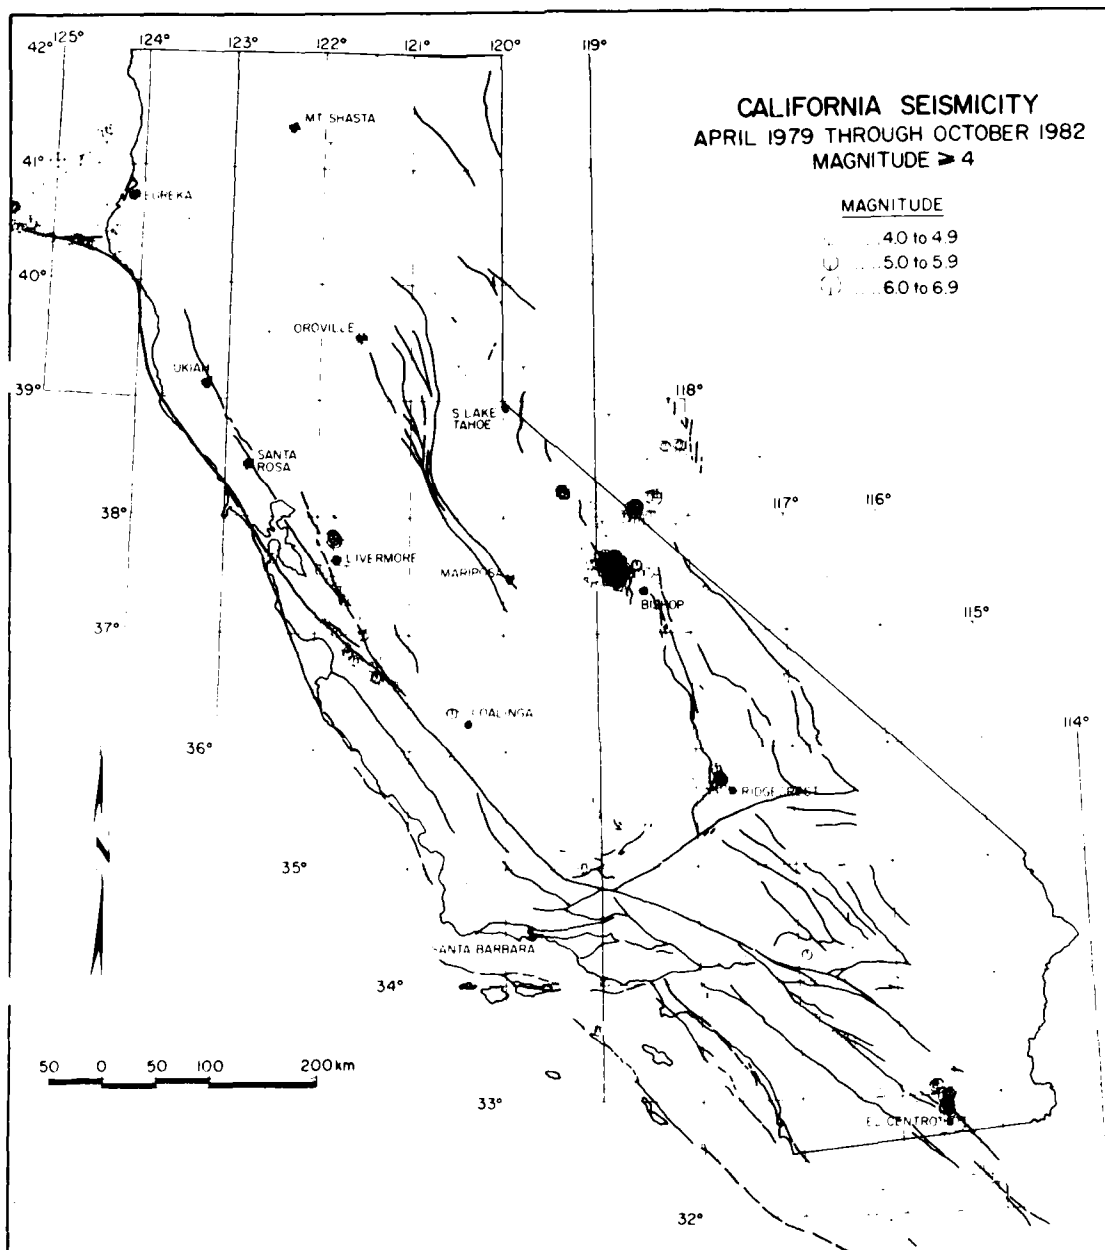 125°
42°
124°
123°
122°
121°
120°
119°
CALIFORNIA SEISMICITY
APRIL 1979 THROUGH OCTOBER 1982
MAGNITUDE ⩾ 4
MT SHASTA
41°
EUREKA
MAGNITUDE
4.0 to 4.9
5.0 to 5.9
6.0 to 6.9
40°
OROVILLE
UKIAH
39°
118°
S LAKE
TAHOE
SANTA
ROSA
38°
117°
116°
LIVERMORE
MARIPOSA
BISHOP
37°
115°
COALINGA
36°
114°
RIDGECREST
35°
SANTA BARBARA
34°
50 0 50 100 200 km
33°
EL CENTRO
32°